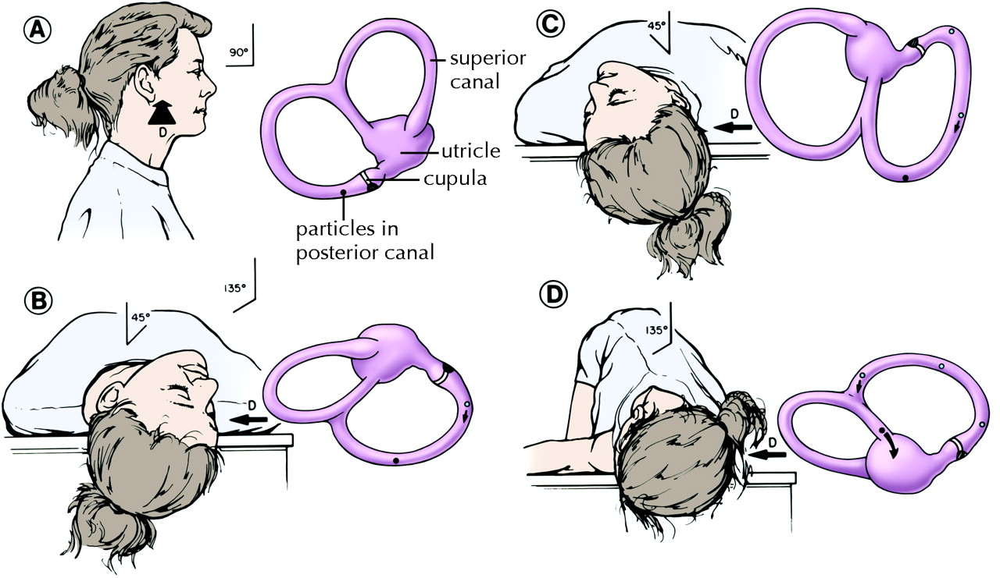 A
90°
D
superior
canal
utricle
cupula
particles in
posterior canal
B
135°
45°
D
C
45°
D
D
135°
D